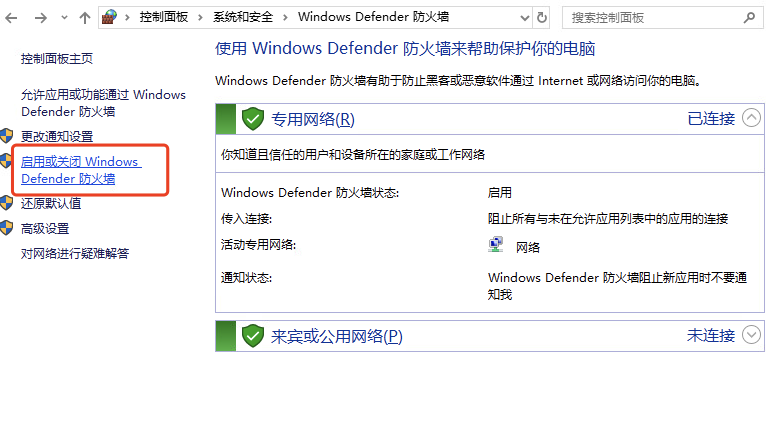 控制面板 系统和安全 Windows Defender 防火墙
搜索控制面板
控制面板主页
允许应用或功能通过 Windows
Defender 防火墙
更改通知设置
启用或关闭 Windows
Defender 防火墙
还原默认值
高级设置
对网络进行疑难解答
使用 Windows Defender 防火墙来帮助保护你的电脑
Windows Defender 防火墙有助于防止黑客或恶意软件通过 Internet 或网络访问你的电脑。
专用网络(R) 已连接
你知道且信任的用户和设备所在的家庭或工作网络
Windows Defender 防火墙状态: 启用
传入连接: 阻止所有与未在允许应用列表中的应用的连接
活动专用网络: 网络
通知状态: Windows Defender 防火墙阻止新应用时不要通
知我
来宾或公用网络(P) 未连接